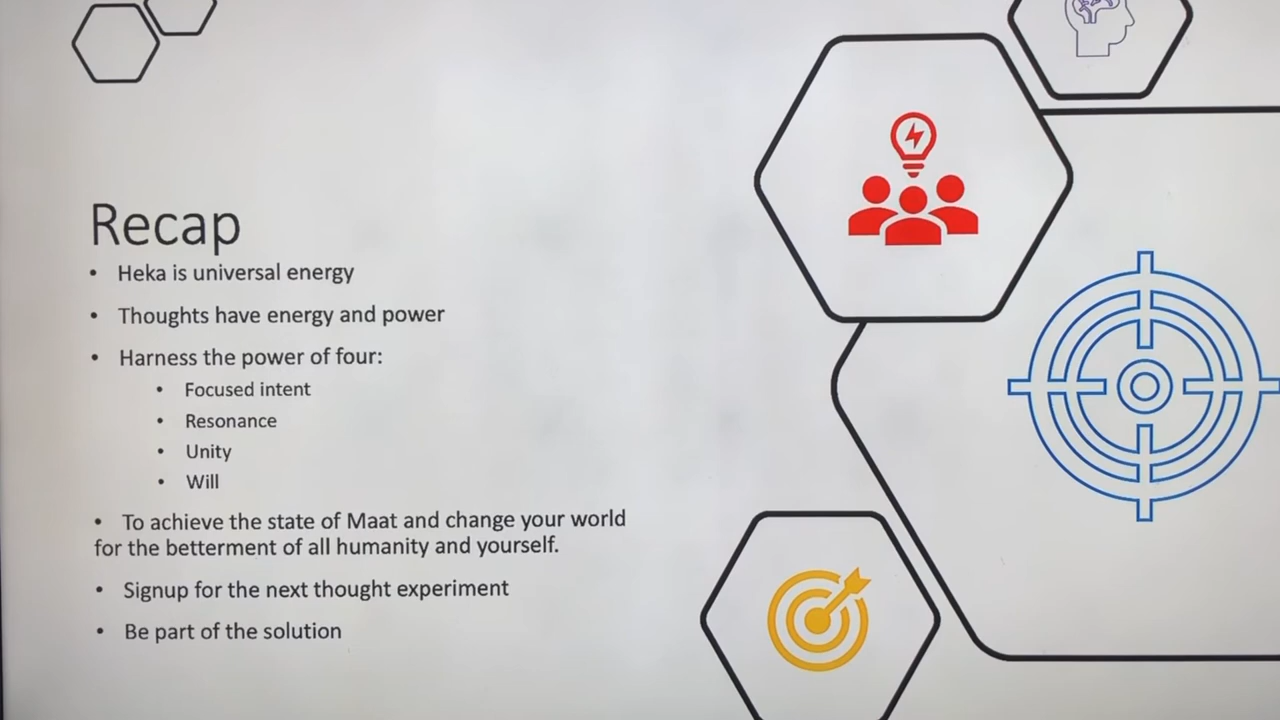 Recap
• Heka is universal energy
• Thoughts have energy and power
• Harness the power of four:
• Focused intent
• Resonance
• Unity
• Will
• To achieve the state of Maat and change your world
for the betterment of all humanity and yourself.
• Signup for the next thought experiment
• Be part of the solution